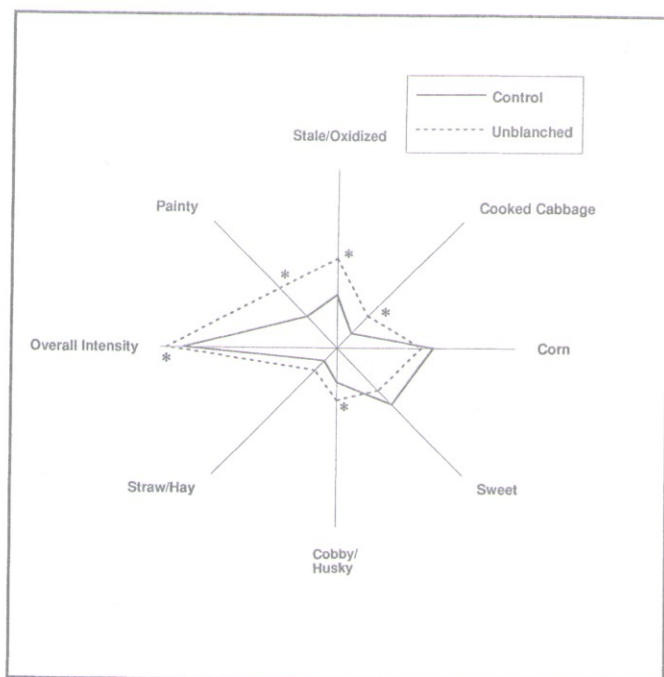 Control
Unblanched
Stale/Oxidized
Painty
Cooked Cabbage
*
*
*
Overall Intensity
*
Corn
*
Straw/Hay
Sweet
Cobby/
Husky